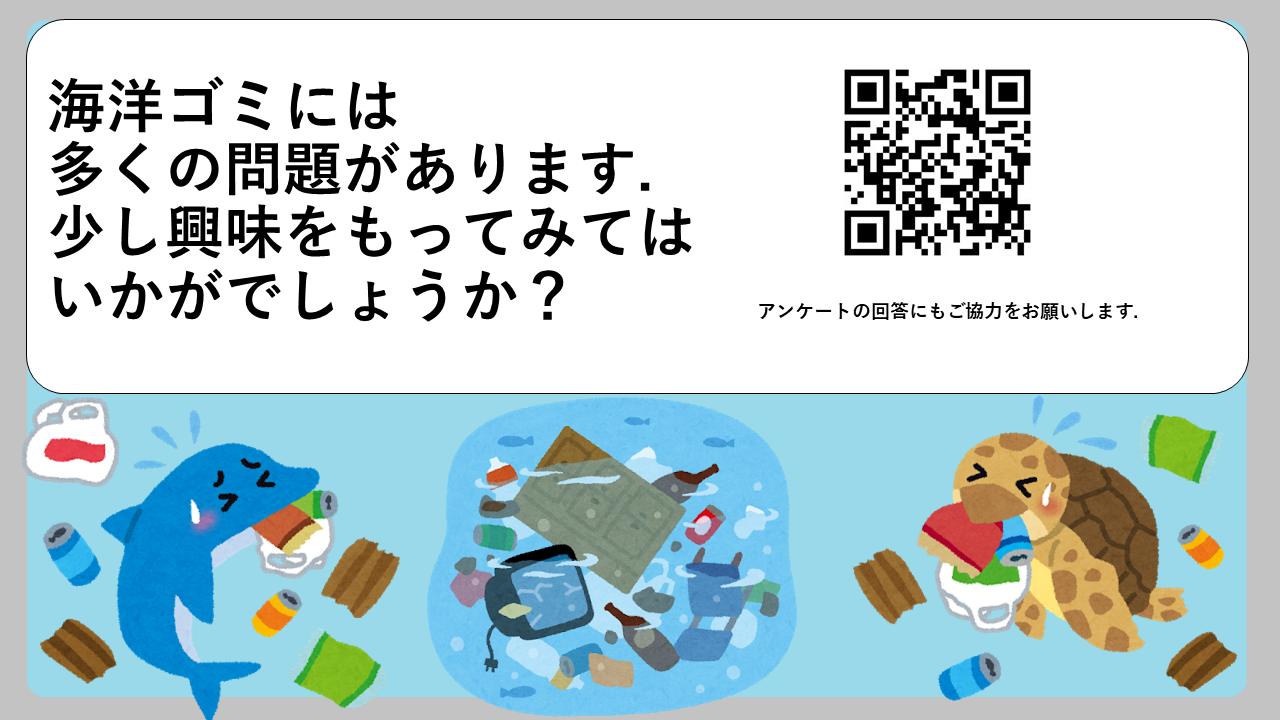 海洋ゴミには
多くの問題があります.
少し興味をもってみては
いかがでしょうか？
アンケートの回答にもご協力をお願いします.